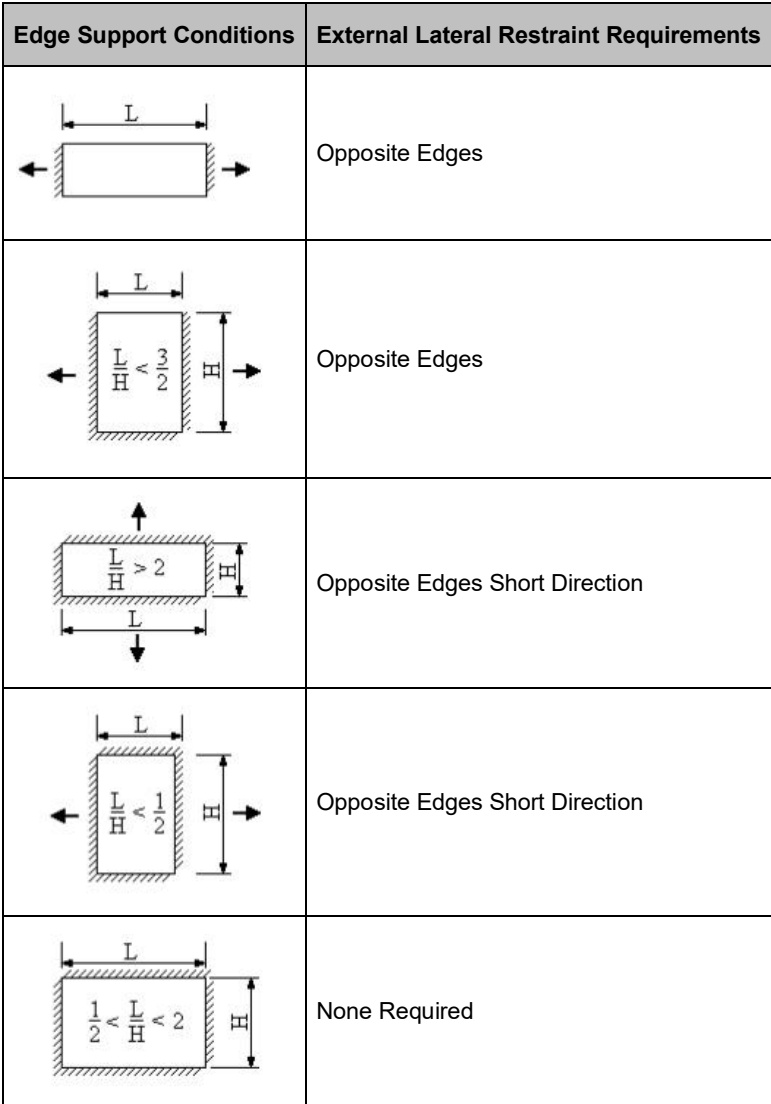 Edge Support Conditions External Lateral Restraint Requirements
L
Opposite Edges
L
L/H < 3/2 H
Opposite Edges
L/H > 2 H
L
Opposite Edges Short Direction
L
L/H < 1/2 H
Opposite Edges Short Direction
L
1/2 < L/H < 2 H
None Required